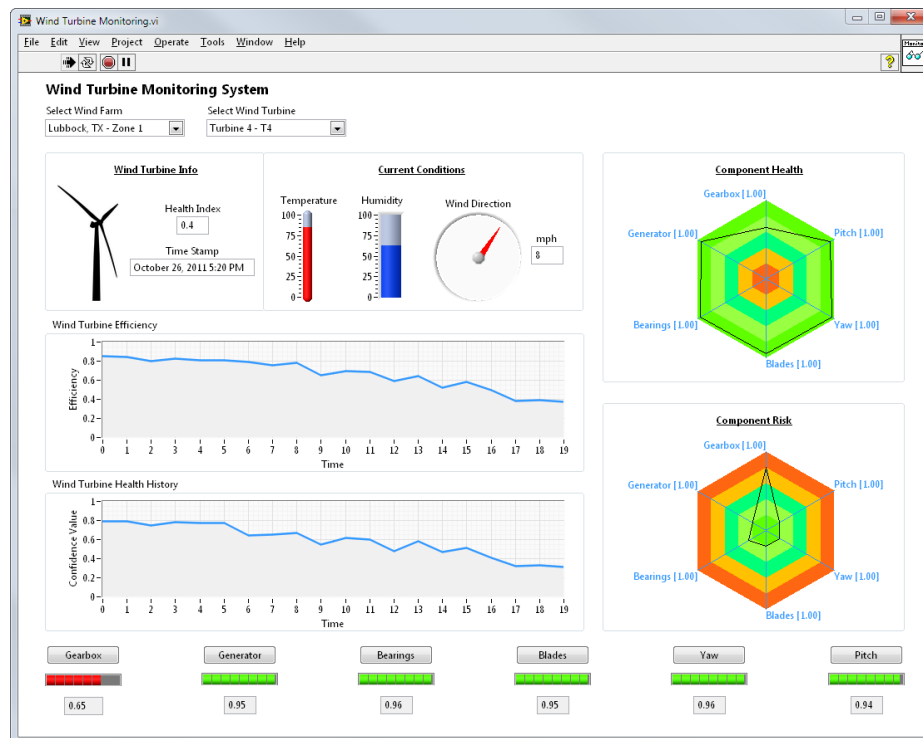 Wind Turbine Monitoring.vi
File Edit View Project Operate Tools Window Help
Wind Turbine Monitoring System
Select Wind Farm
Select Wind Turbine
Lubbock, TX - Zone 1
Turbine 4 - T4
Wind Turbine Info
Health Index
0.4
Time Stamp
October 26, 2011 5:20 PM
Current Conditions
Temperature
100
75
50
25
0
Humidity
100
75
50
25
0
Wind Direction
mph
8
Component Health
Gearbox [1.00]
Generator [1.00]
Pitch [1.00]
Bearings [1.00]
Yaw [1.00]
Blades [1.00]
Wind Turbine Efficiency
Efficiency
1
0.8
0.6
0.4
0.2
0
0 1 2 3 4 5 6 7 8 9 10 11 12 13 14 15 16 17 18 19
Time
Component Risk
Gearbox [1.00]
Generator [1.00]
Pitch [1.00]
Bearings [1.00]
Yaw [1.00]
Blades [1.00]
Wind Turbine Health History
Confidence Value
1
0.8
0.6
0.4
0.2
0
0 1 2 3 4 5 6 7 8 9 10 11 12 13 14 15 16 17 18 19
Time
Gearbox Generator Bearings Blades Yaw Pitch
0.65 0.95 0.96 0.95 0.96 0.94